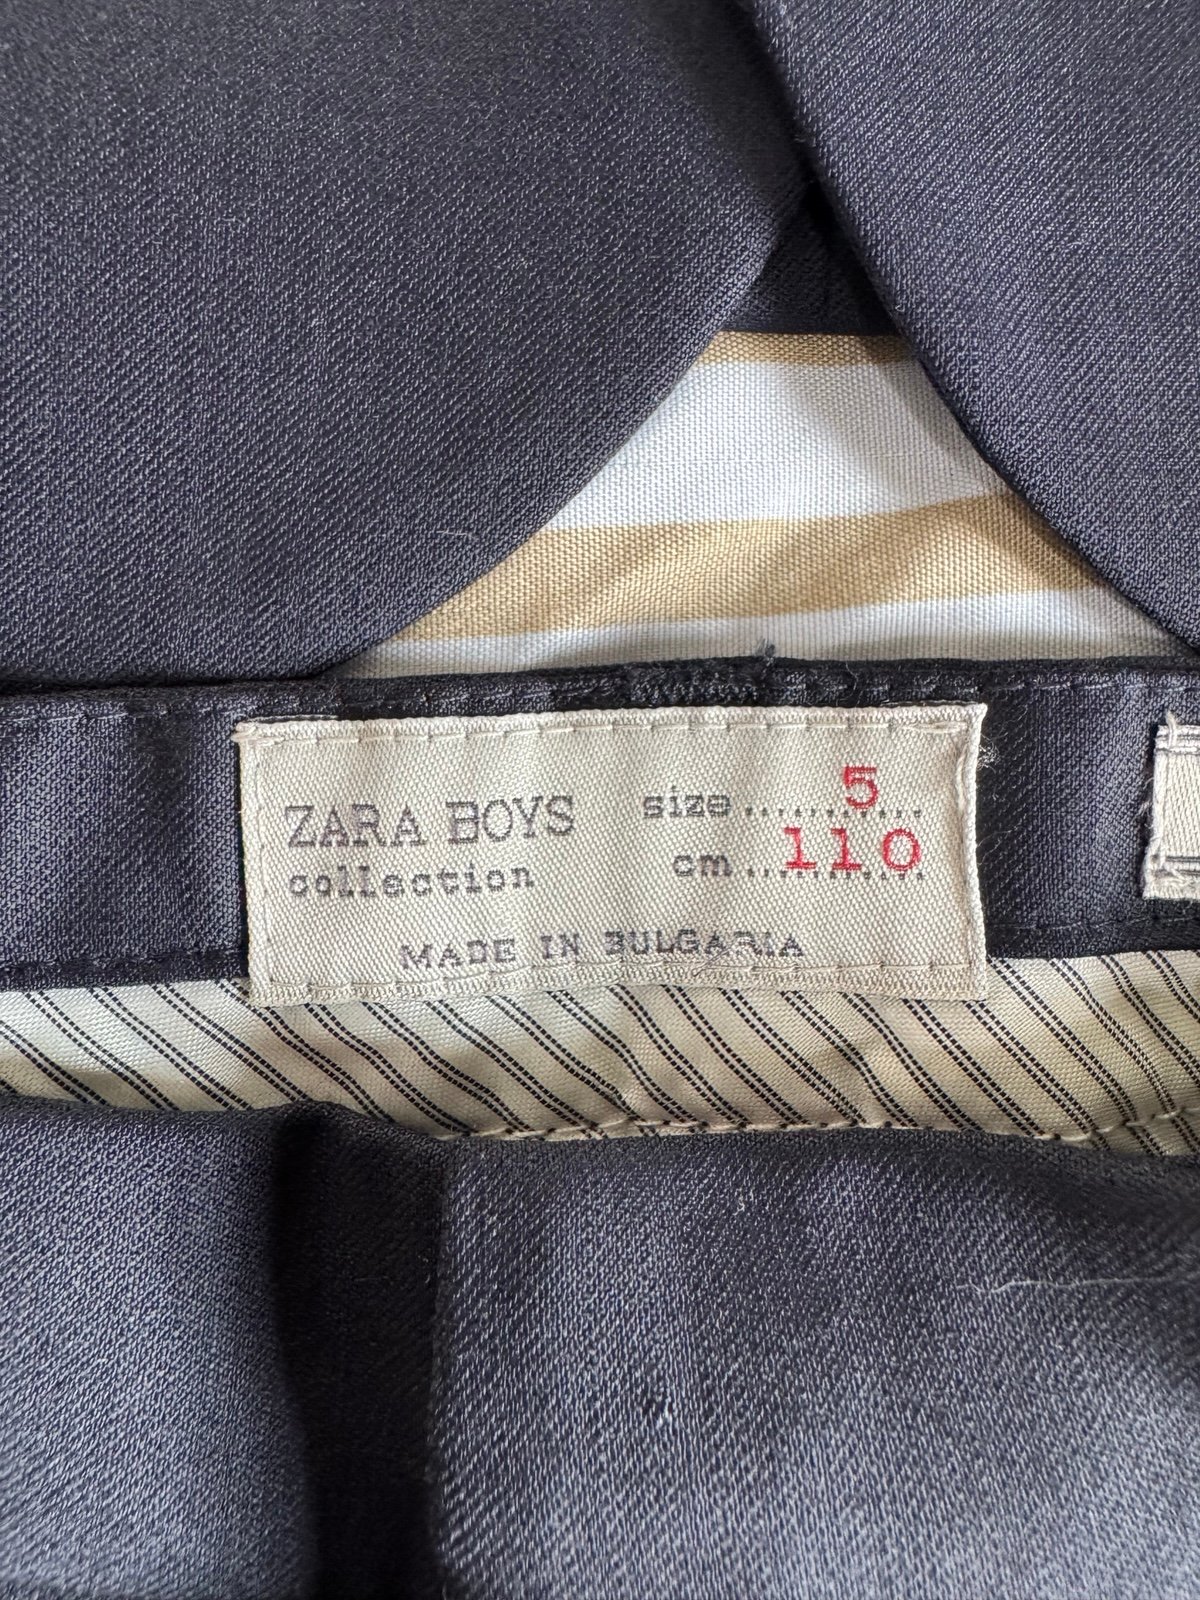 ZARA BOYS size 5
collection cm 110
MADE IN BULGARIA